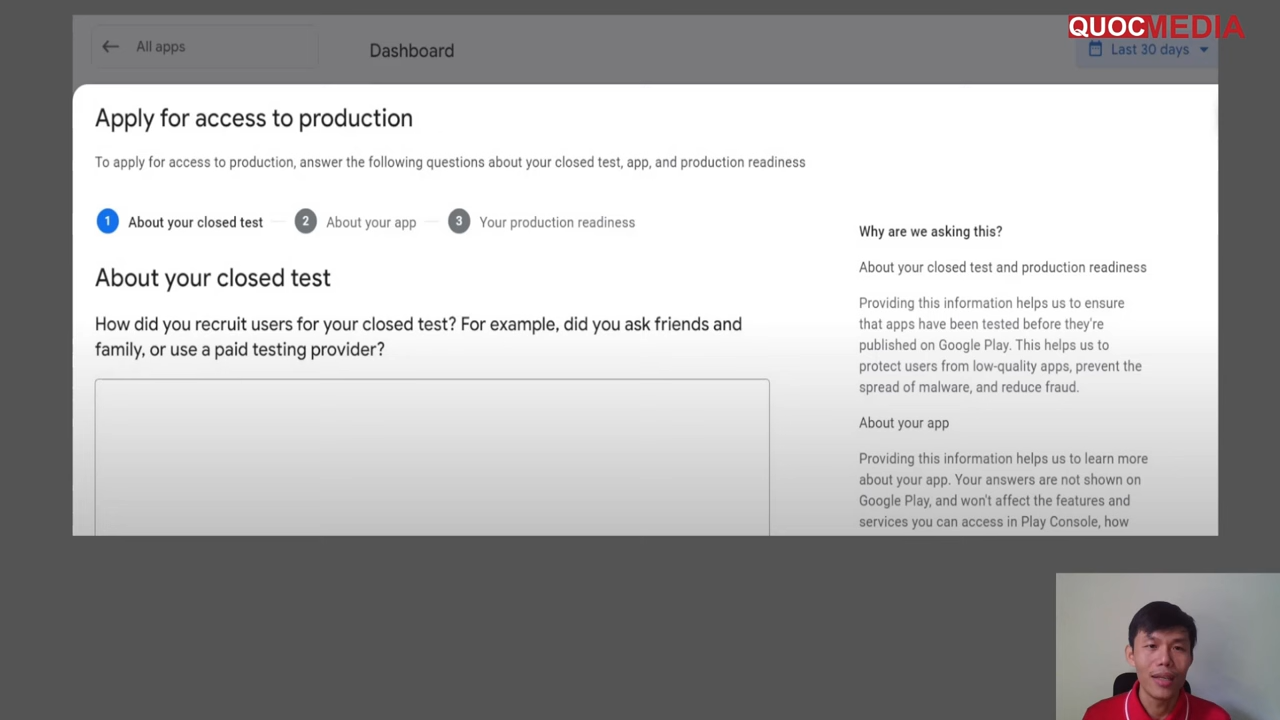 QUOCMEDIA
All apps
Dashboard
Last 30 days
Apply for access to production
To apply for access to production, answer the following questions about your closed test, app, and production readiness
1 About your closed test 2 About your app 3 Your production readiness
About your closed test
How did you recruit users for your closed test? For example, did you ask friends and
family, or use a paid testing provider?
Why are we asking this?
About your closed test and production readiness
Providing this information helps us to ensure
that apps have been tested before they're
published on Google Play. This helps us to
protect users from low-quality apps, prevent the
spread of malware, and reduce fraud.
About your app
Providing this information helps us to learn more
about your app. Your answers are not shown on
Google Play, and won't affect the features and
services you can access in Play Console, how